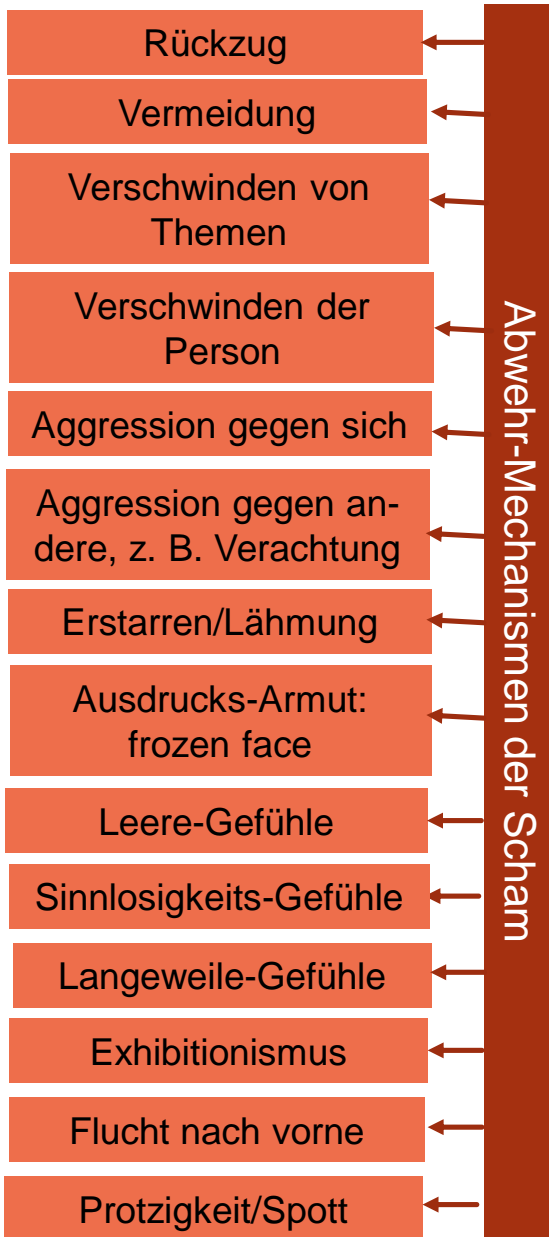 Rückzug
Vermeidung
Verschwinden von
Themen
Verschwinden der
Person
Aggression gegen sich
Aggression gegen an-
dere, z. B. Verachtung
Erstarren/Lähmung
Ausdrucks-Armut:
frozen face
Leere-Gefühle
Sinnlosigkeits-Gefühle
Langeweile-Gefühle
Exhibitionismus
Flucht nach vorne
Protzigkeit/Spott
Abwehr-Mechanismen der Scham